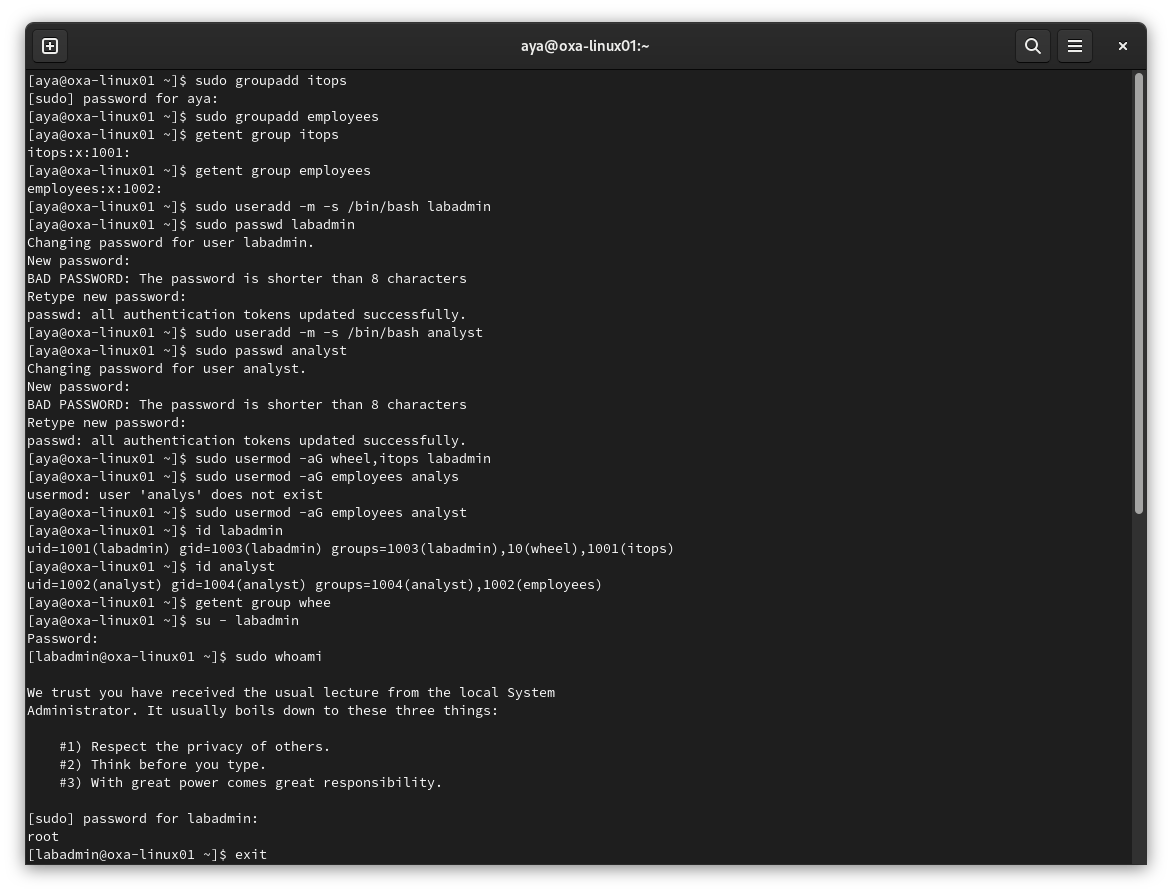 aya@oxa-linux01:~
[aya@oxa-linux01 ~]$ sudo groupadd itops
[sudo] password for aya:
[aya@oxa-linux01 ~]$ sudo groupadd employees
[aya@oxa-linux01 ~]$ getent group itops
itops:x:1001:
[aya@oxa-linux01 ~]$ getent group employees
employees:x:1002:
[aya@oxa-linux01 ~]$ sudo useradd -m -s /bin/bash labadmin
[aya@oxa-linux01 ~]$ sudo passwd labadmin
Changing password for user labadmin.
New password:
BAD PASSWORD: The password is shorter than 8 characters
Retype new password:
passwd: all authentication tokens updated successfully.
[aya@oxa-linux01 ~]$ sudo useradd -m -s /bin/bash analyst
[aya@oxa-linux01 ~]$ sudo passwd analyst
Changing password for user analyst.
New password:
BAD PASSWORD: The password is shorter than 8 characters
Retype new password:
passwd: all authentication tokens updated successfully.
[aya@oxa-linux01 ~]$ sudo usermod -aG wheel,itops labadmin
[aya@oxa-linux01 ~]$ sudo usermod -aG employees analys
usermod: user 'analys' does not exist
[aya@oxa-linux01 ~]$ sudo usermod -aG employees analyst
[aya@oxa-linux01 ~]$ id labadmin
uid=1001(labadmin) gid=1003(labadmin) groups=1003(labadmin),10(wheel),1001(itops)
[aya@oxa-linux01 ~]$ id analyst
uid=1002(analyst) gid=1004(analyst) groups=1004(analyst),1002(employees)
[aya@oxa-linux01 ~]$ getent group whee
[aya@oxa-linux01 ~]$ su - labadmin
Password:
[labadmin@oxa-linux01 ~]$ sudo whoami

We trust you have received the usual lecture from the local System
Administrator. It usually boils down to these three things:

    #1) Respect the privacy of others.
    #2) Think before you type.
    #3) With great power comes great responsibility.

[sudo] password for labadmin:
root
[labadmin@oxa-linux01 ~]$ exit